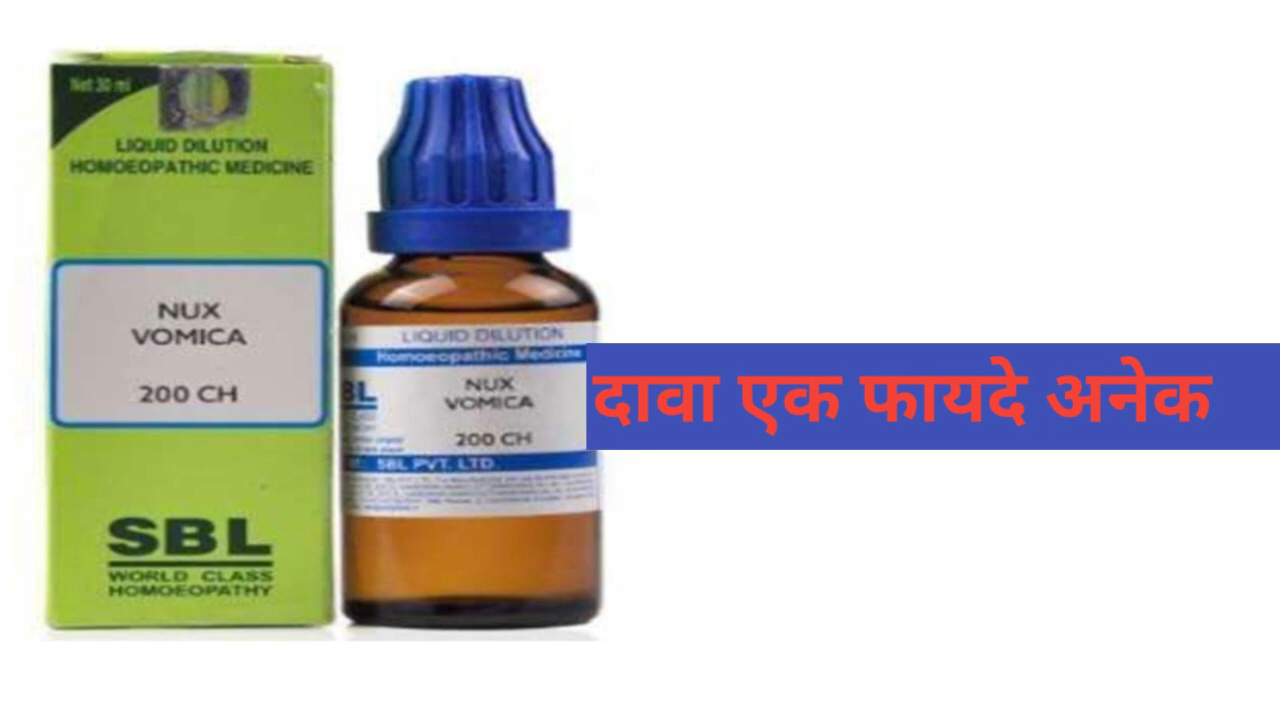 Net 30 ml
LIQUID DILUTION
HOMOEOPATHIC MEDICINE
NUX
VOMICA
200 CH
SBL
WORLD CLASS
HOMOEOPATHY
LIQUID DILUTION
Homoeopathic Medicine
BL
NUX
VOMICA
200 CH
SBL PVT. LTD.
दावा एक फायदे अनेक